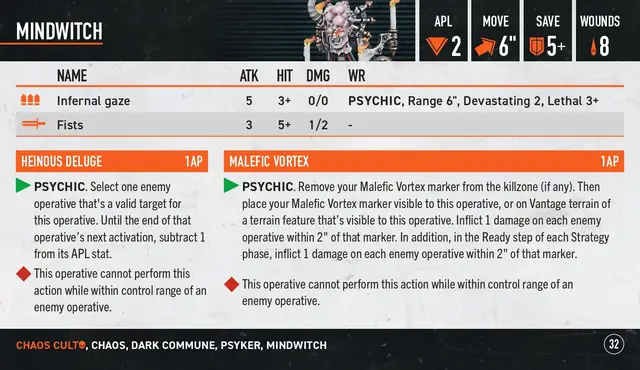 MINDWITCH
APL 2
MOVE 6"
SAVE 5+
WOUNDS 8
NAME ATK HIT DMG WR
Infernal gaze 5 3+ 0/0 PSYCHIC, Range 6", Devastating 2, Lethal 3+
Fists 3 5+ 1/2 -
HEINOUS DELUGE 1AP
PSYCHIC. Select one enemy
operative that's a valid target for
this operative. Until the end of that
operative's next activation, subtract 1
from its APL stat.
This operative cannot perform this
action while within control range of an
enemy operative.
MALEFIC VORTEX 1AP
PSYCHIC. Remove your Malefic Vortex marker from the killzone (if any). Then
place your Malefic Vortex marker visible to this operative, or on Vantage terrain of
a terrain feature that's visible to this operative. Inflict 1 damage on each enemy
operative within 2" of that marker. In addition, in the Ready step of each Strategy
phase, inflict 1 damage on each enemy operative within 2" of that marker.
This operative cannot perform this action while within control range of an
enemy operative.
CHAOS CULT, CHAOS, DARK COMMUNE, PSYKER, MINDWITCH
32